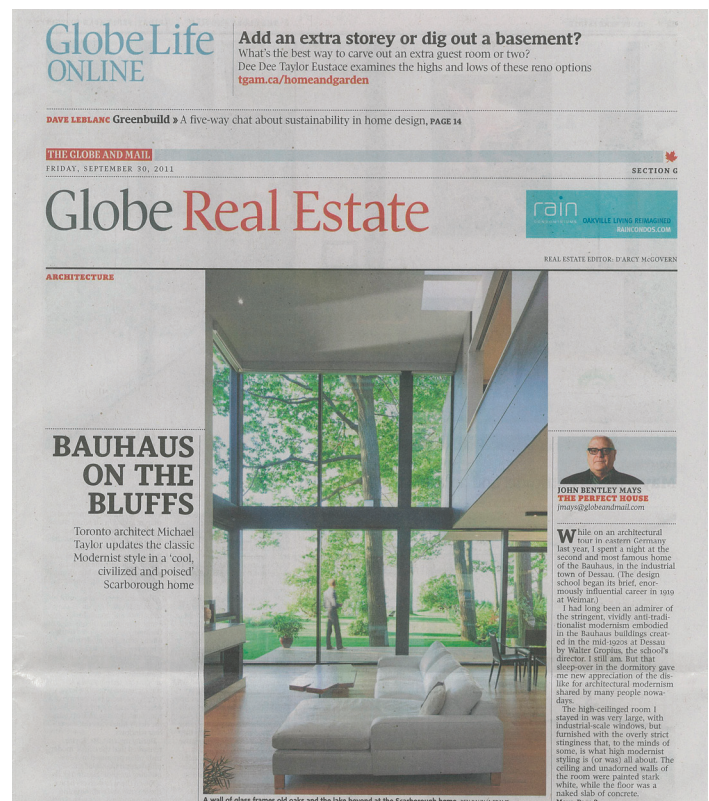 Globe Life
ONLINE
Add an extra storey or dig out a basement?
What's the best way to carve out an extra guest room or two?
Dee Dee Taylor Eustace examines the highs and lows of these reno options
tgam.ca/homeandgarden
DAVE LEBLANC Greenbuild » A five-way chat about sustainability in home design, PAGE 14
THE GLOBE AND MAIL
FRIDAY, SEPTEMBER 30, 2011
SECTION G
Globe Real Estate
rain
OAKVILLE LIVING REIMAGINED
RAINCONDOS.COM
REAL ESTATE EDITOR: D'ARCY McGOVERN
ARCHITECTURE
BAUHAUS
ON THE
BLUFFS
Toronto architect Michael
Taylor updates the classic
Modernist style in a 'cool,
civilized and poised'
Scarborough home
A wall of glass frames old oaks and the lake beyond at the Scarborough home.
JOHN BENTLEY MAYS
THE PERFECT HOUSE
jmays@globeandmail.com
While on an architectural
tour in eastern Germany
last year, I spent a night at the
second and most famous home
of the Bauhaus, in the industrial
town of Dessau. (The design
school began its brief, enor-
mously influential career in 1919
at Weimar.)
I had long been an admirer of
the stringent, vividly anti-tradi-
tionalist modernism embodied
in the Bauhaus buildings creat-
ed in the mid-1920s at Dessau
by Walter Gropius, the school's
director. I still am. But that
sleep-over in the dormitory gave
me new appreciation of the dis-
like for architectural modernism
shared by many people nowa-
days.
The high-ceilinged room I
stayed in was very large, with
industrial-scale windows, but
furnished with the overly strict
stinginess that, to the minds of
some, is what high modernist
styling is (or was) all about. The
ceiling and unadorned walls of
the room were painted stark
white, while the floor was a
naked slab of concrete.